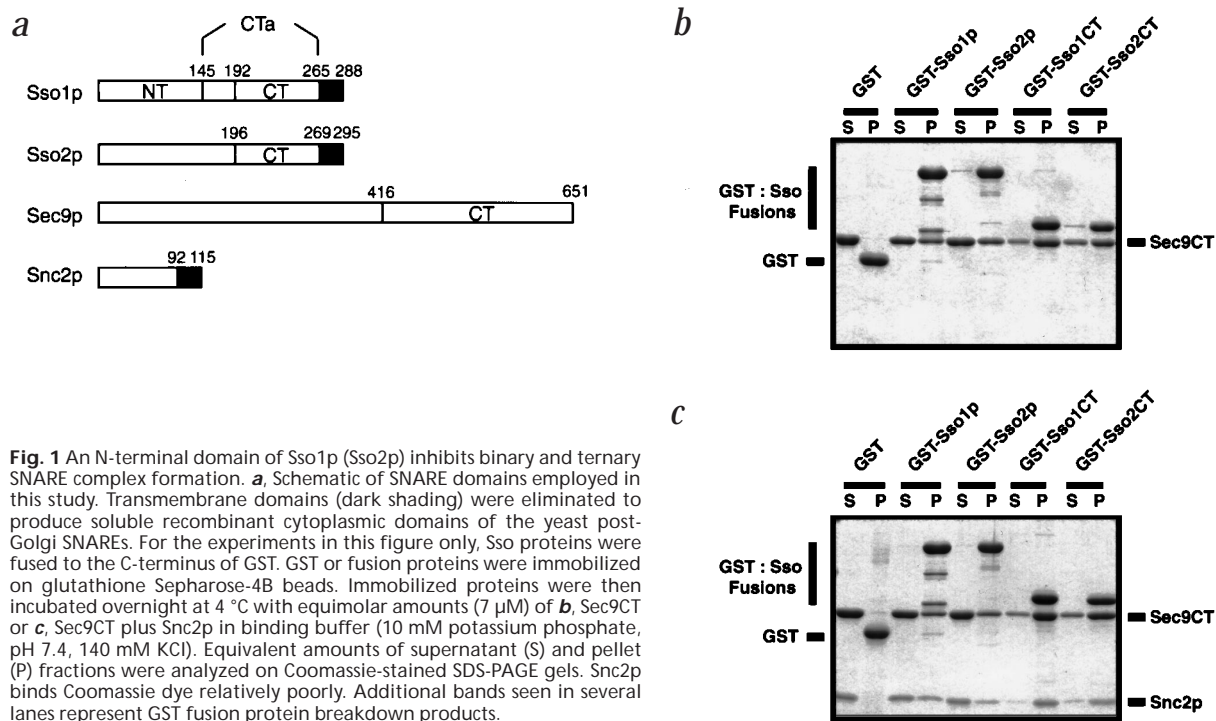 a
CTa
145 192 265 288
Sso1p NT CT
196 269 295
Sso2p CT
416 651
Sec9p CT
92 115
Snc2p
Fig. 1 An N-terminal domain of Sso1p (Sso2p) inhibits binary and ternary
SNARE complex formation. a, Schematic of SNARE domains employed in
this study. Transmembrane domains (dark shading) were eliminated to
produce soluble recombinant cytoplasmic domains of the yeast post-
Golgi SNAREs. For the experiments in this figure only, Sso proteins were
fused to the C-terminus of GST. GST or fusion proteins were immobilized
on glutathione Sepharose-4B beads. Immobilized proteins were then
incubated overnight at 4 °C with equimolar amounts (7 µM) of b, Sec9CT
or c, Sec9CT plus Snc2p in binding buffer (10 mM potassium phosphate,
pH 7.4, 140 mM KCl). Equivalent amounts of supernatant (S) and pellet
(P) fractions were analyzed on Coomassie-stained SDS-PAGE gels. Snc2p
binds Coomassie dye relatively poorly. Additional bands seen in several
lanes represent GST fusion protein breakdown products.
b
GST GST-Sso1p GST-Sso2p GST-Sso1CT GST-Sso2CT
S P S P S P S P S P
GST : Sso
Fusions
Sec9CT
GST
c
GST GST-Sso1p GST-Sso2p GST-Sso1CT GST-Sso2CT
S P S P S P S P S P
GST : Sso
Fusions
Sec9CT
GST
Snc2p